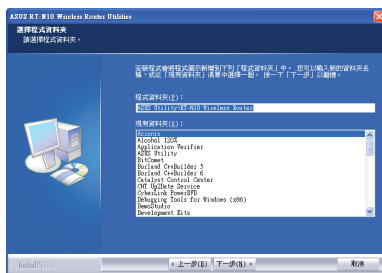 ASUS RT-N10 Wireless Router Utilities
選擇程式資料夾
請選擇程式資料夾。
安裝程式會將程式圖示新增到下列「程式資料夾」中。 您可以輸入新的資料夾名
稱，或從「現有資料夾」清單中選擇一個。 按一下「下一步」以繼續。
程式資料夾(P)：
ASUS Utility\RT-N10 Wireless Router
現有資料夾(X)：
Acronis
Alcohol 120%
Application Verifier
ASUS Utility
BitComet
Borland C++Builder 5
Borland C++Builder 6
Catalyst Control Center
CHT Up2Date Service
CyberLink PowerDVD
Debugging Tools for Windows (x86)
DemoStudio
Development Kits
InstallShield
< 上一步(B)
下一步(N) >
取消